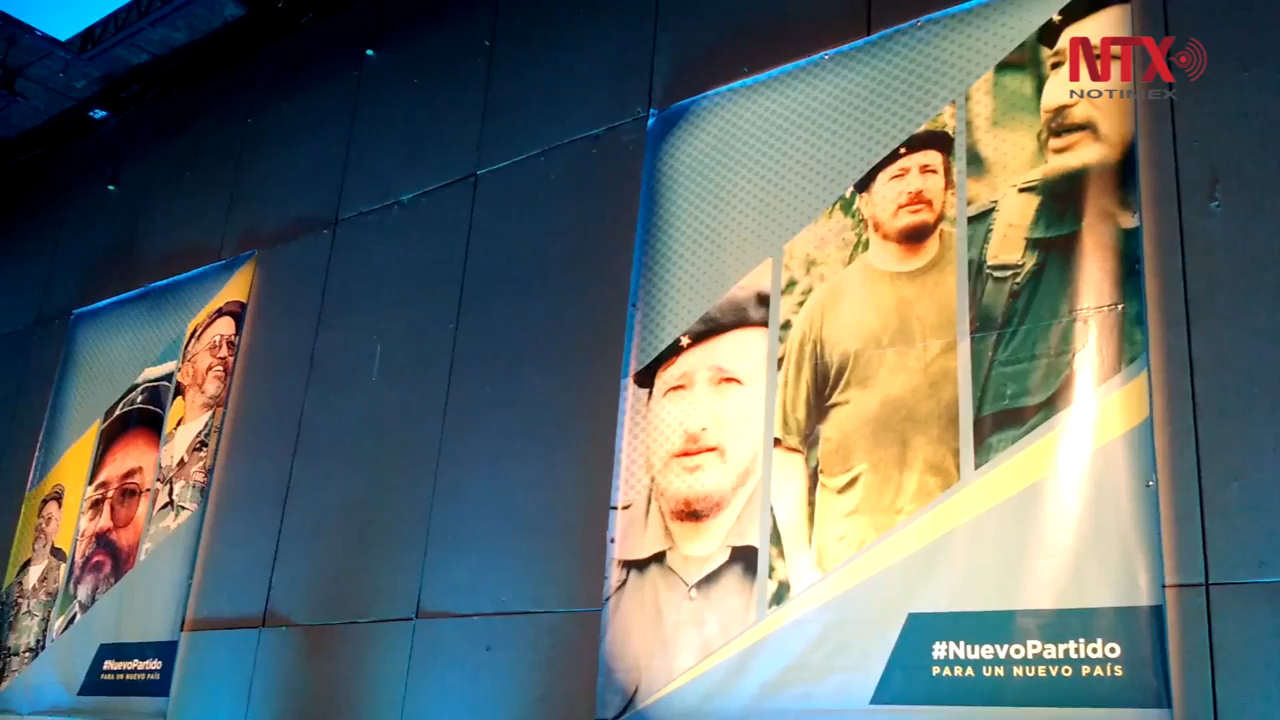 NTX
NOTIMEX
#NuevoPartido
PARA UN NUEVO PAÍS
#NuevoPartido
PARA UN NUEVO PAÍS